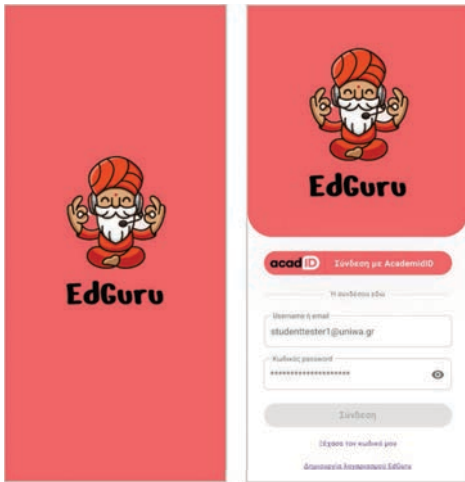 EdGuru
EdGuru
acadID Σύνδεση με AcademidID
Ή συνδέσου εδώ
Username ή email
studenttester1@uniwa.gr
Κωδικός password
********************
Σύνδεση
Ξέχασα τον κωδικό μου
Δημιουργία λογαριασμού EdGuru